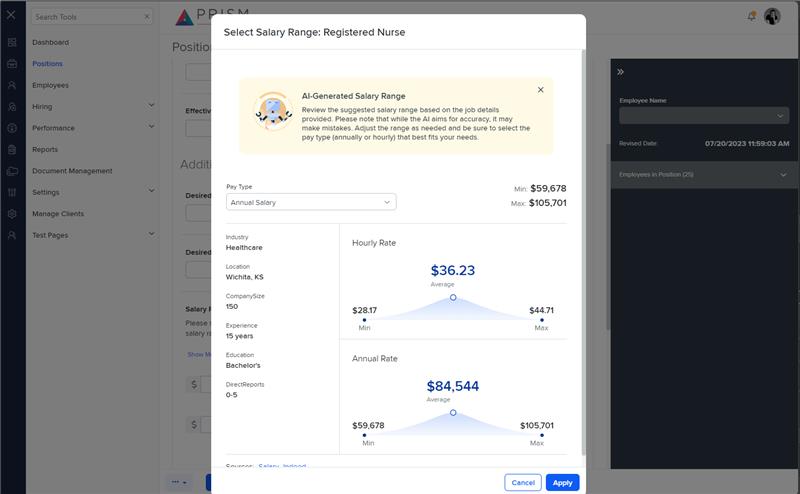 Search Tools
Dashboard
Positions
Employees
Hiring
Performance
Reports
Document Management
Settings
Manage Clients
Test Pages
PRISM
Position
Effective
Additi
Desired
Desired
Salary R
Please
salary ra
Show Mo
$
$
Select Salary Range: Registered Nurse
AI-Generated Salary Range
Review the suggested salary range based on the job details
provided. Please note that while the AI aims for accuracy, it may
make mistakes. Adjust the range as needed and be sure to select the
pay type (annually or hourly) that best fits your needs.
Pay Type
Annual Salary
Min: $59,678
Max: $105,701
Industry
Healthcare
Location
Wichita, KS
CompanySize
150
Experience
15 years
Education
Bachelor's
DirectReports
0-5
Hourly Rate
$36.23
Average
$28.17
Min
$44.71
Max
Annual Rate
$84,544
Average
$59,678
Min
$105,701
Max
Sources: Salary, Indeed
Cancel
Apply
Employee Name
Revised Date: 07/20/2023 11:59:03 AM
Employees in Position (25)